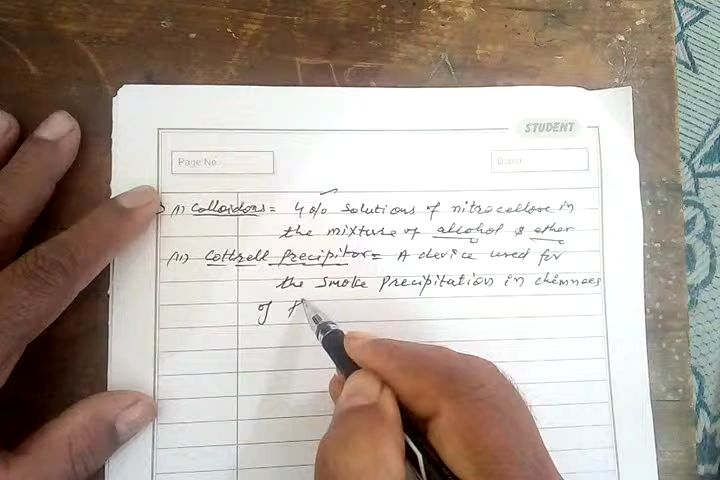 STUDENT
Page No.
Dated
(i) Colloidons = 4% Solutions of nitrocellose in
the mixture of alcohol & ether
(ii) Cottrell Precipitor = A device used for
the Smoke Precipitation in chimnees
of